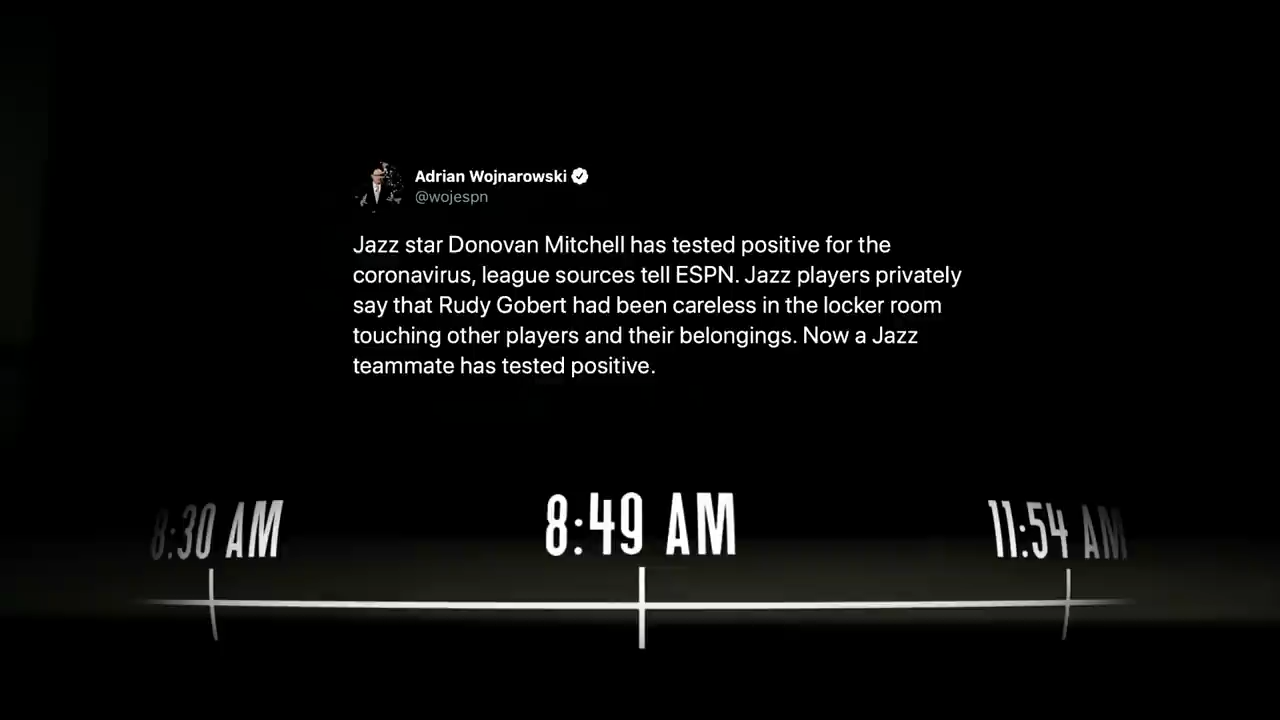 Adrian Wojnarowski
@wojespn
Jazz star Donovan Mitchell has tested positive for the
coronavirus, league sources tell ESPN. Jazz players privately
say that Rudy Gobert had been careless in the locker room
touching other players and their belongings. Now a Jazz
teammate has tested positive.
8:30 AM 8:49 AM 11:54 AM